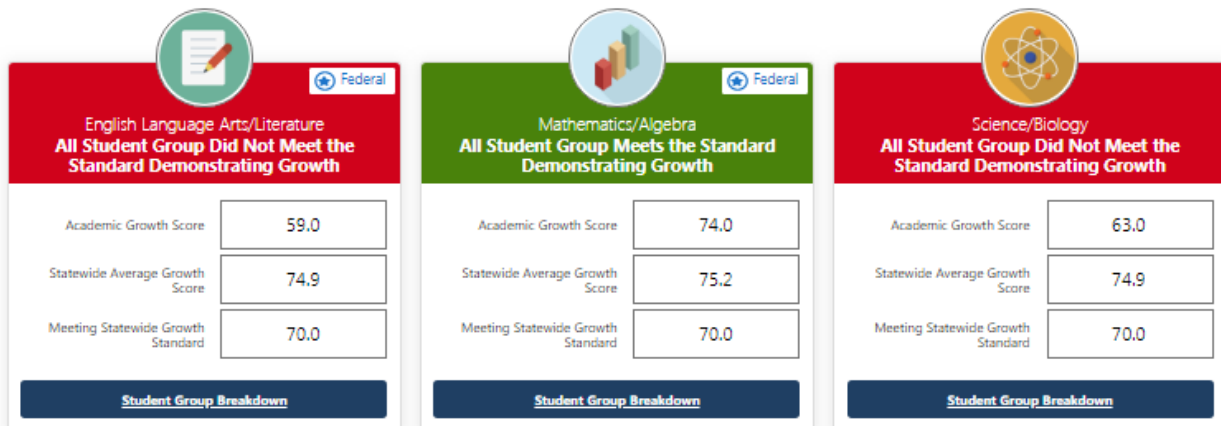 Federal
English Language Arts/Literature
All Student Group Did Not Meet the
Standard Demonstrating Growth
Academic Growth Score
59.0
Statewide Average Growth
Score
74.9
Meeting Statewide Growth
Standard
70.0
Student Group Breakdown
Federal
Mathematics/Algebra
All Student Group Meets the Standard
Demonstrating Growth
Academic Growth Score
74.0
Statewide Average Growth
Score
75.2
Meeting Statewide Growth
Standard
70.0
Student Group Breakdown
Science/Biology
All Student Group Did Not Meet the
Standard Demonstrating Growth
Academic Growth Score
63.0
Statewide Average Growth
Score
74.9
Meeting Statewide Growth
Standard
70.0
Student Group Breakdown